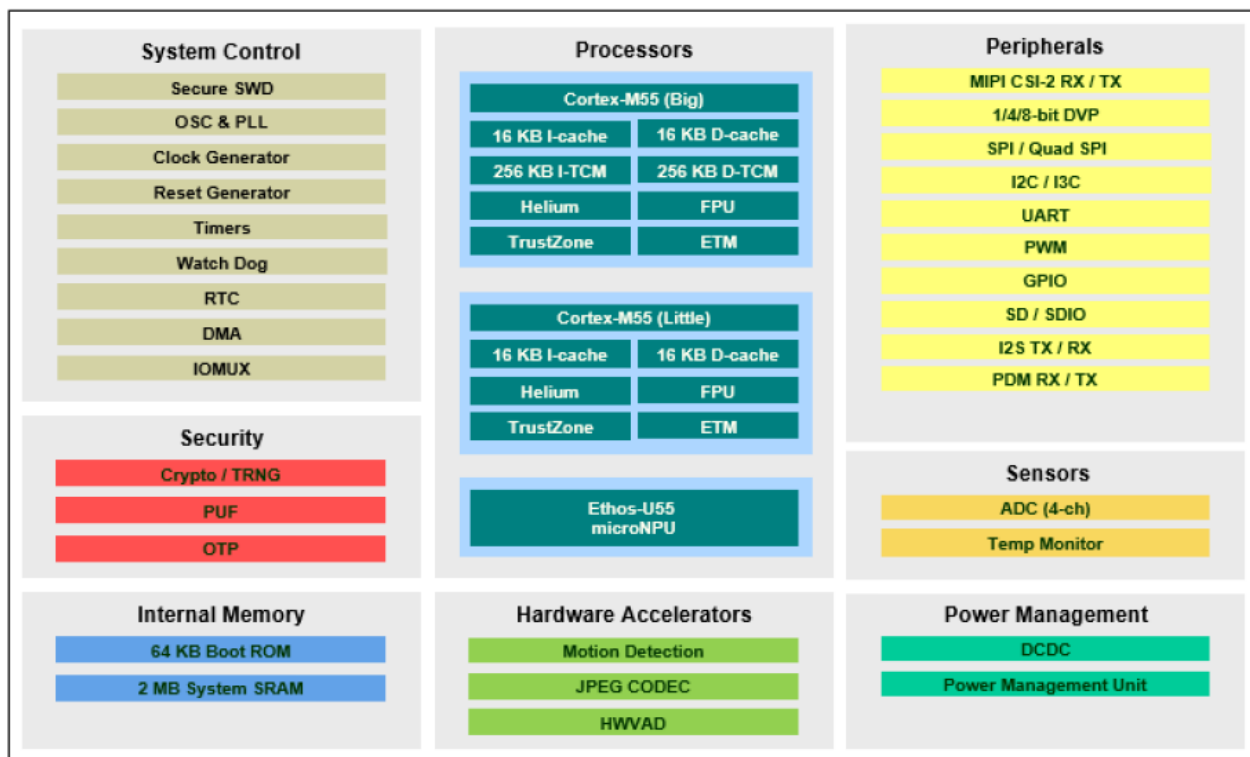 System Control
Secure SWD
OSC & PLL
Clock Generator
Reset Generator
Timers
Watch Dog
RTC
DMA
IOMUX
Security
Crypto / TRNG
PUF
OTP
Internal Memory
64 KB Boot ROM
2 MB System SRAM
Processors
Cortex-M55 (Big)
16 KB I-cache
16 KB D-cache
256 KB I-TCM
256 KB D-TCM
Helium
FPU
TrustZone
ETM
Cortex-M55 (Little)
16 KB I-cache
16 KB D-cache
Helium
FPU
TrustZone
ETM
Ethos-U55
microNPU
Hardware Accelerators
Motion Detection
JPEG CODEC
HWVAD
Peripherals
MIPI CSI-2 RX / TX
1/4/8-bit DVP
SPI / Quad SPI
I2C / I3C
UART
PWM
GPIO
SD / SDIO
I2S TX / RX
PDM RX / TX
Sensors
ADC (4-ch)
Temp Monitor
Power Management
DCDC
Power Management Unit